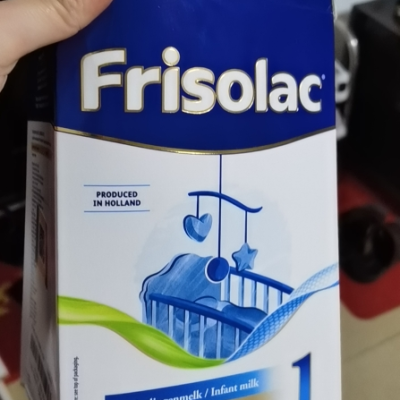 Frisolac
PRODUCED
IN HOLLAND
/ Infant milk
1